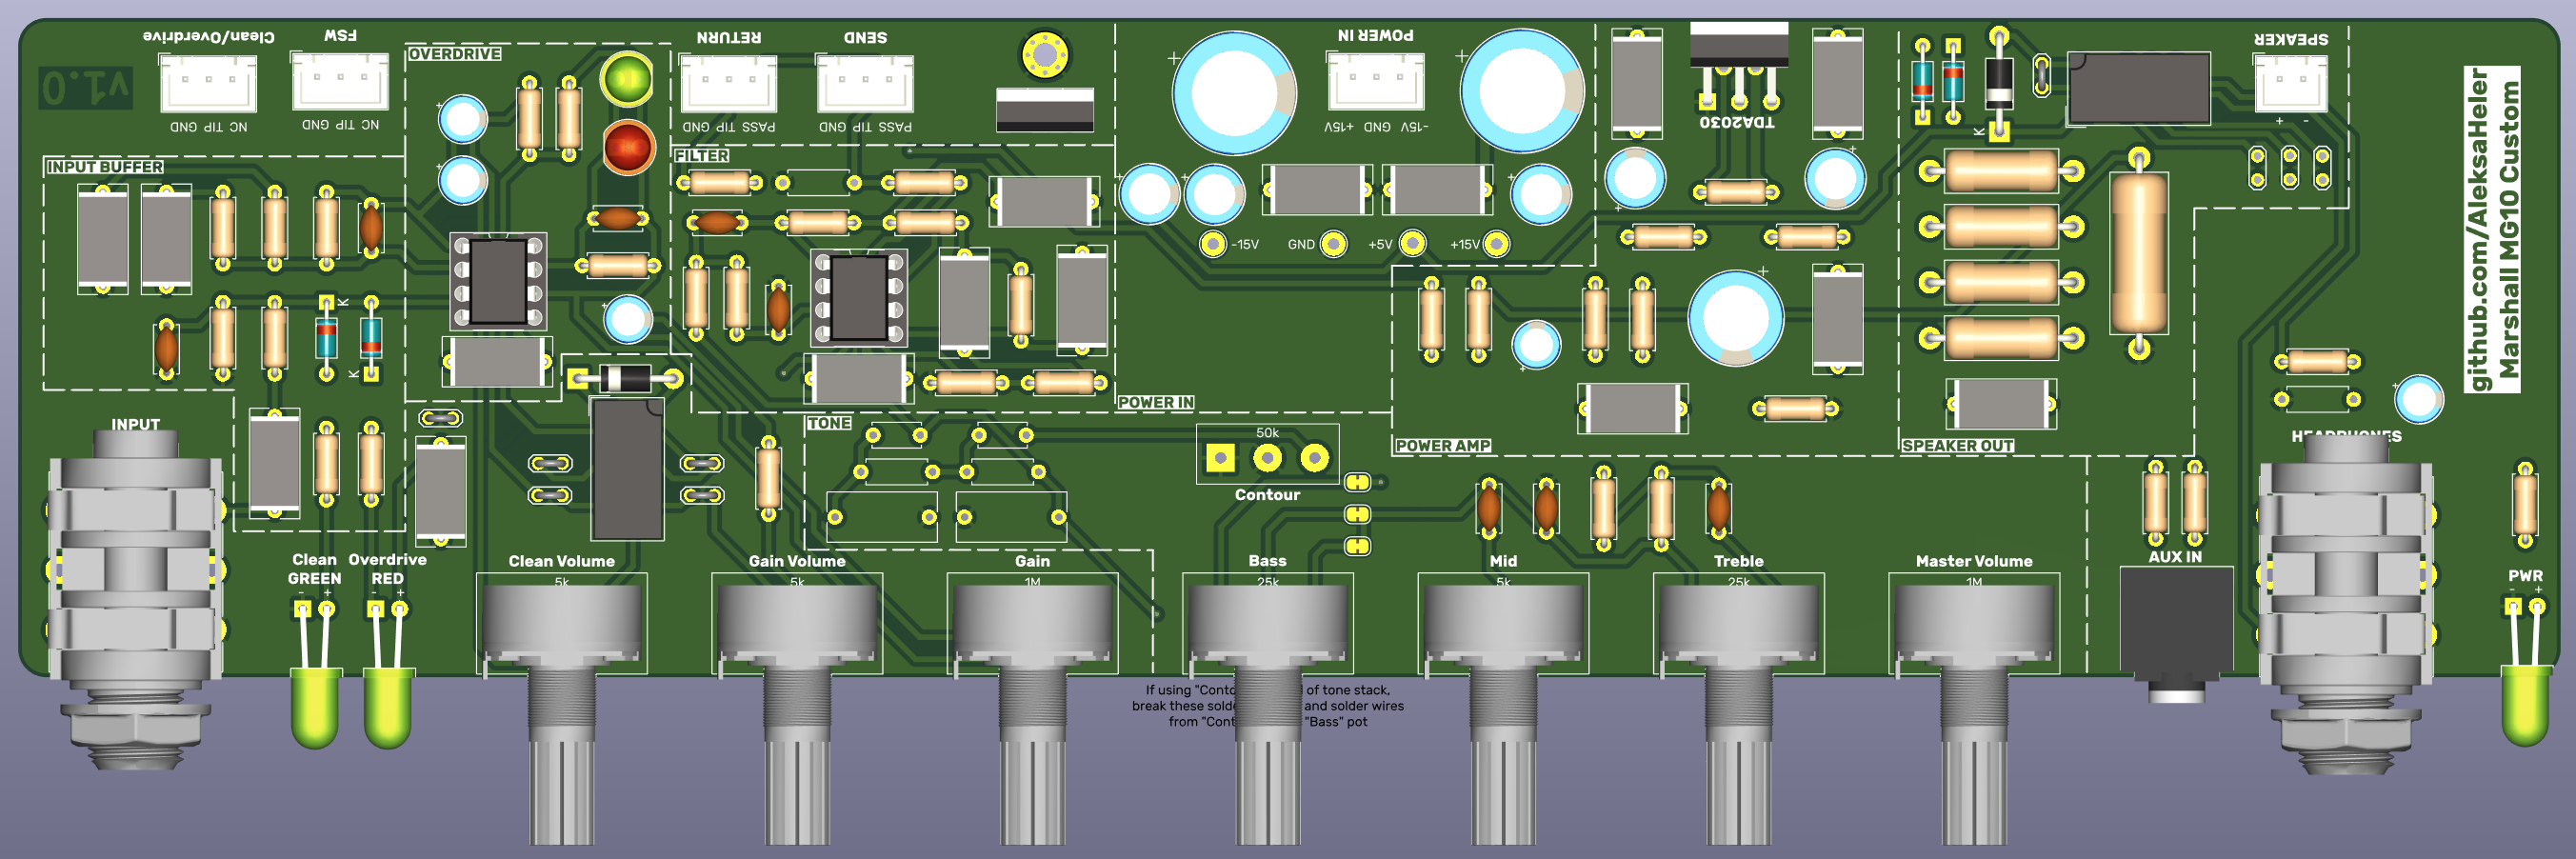 Clean/Overdrive
FSW
OVERDRIVE
RETURN
SEND
POWER IN
SPEAKER
v1.0
NC TIP GND
NC TIP GND
PASS TIP GND
PASS TIP GND
-15V GND +15V
TDA2030
+ -
K
github.com/AleksaHeler
Marshall MG10 Custom
INPUT BUFFER
FILTER
-15V
GND
+5V
+15V
K
K
POWER IN
INPUT
TONE
50k
Contour
POWER AMP
SPEAKER OUT
Clean
GREEN
- +
Overdrive
RED
- +
Clean Volume
5k
Gain Volume
5k
Gain
1M
Bass
25k
Mid
5k
Treble
25k
Master Volume
1M
AUX IN
HEADPHONES
PWR
- +
If using "Conto of tone stack,
break these solde and solder wires
from "Cont "Bass" pot